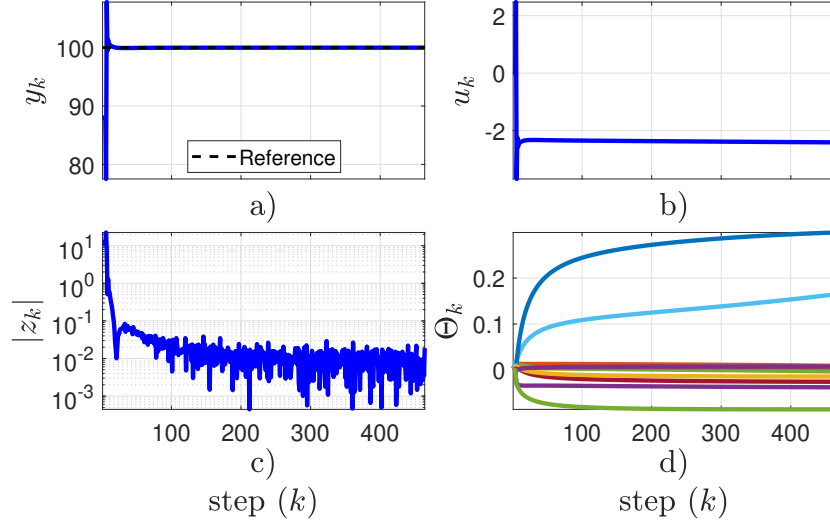 100
90
80
y_k
Reference
a)
2
0
-2
u_k
b)
10^1
10^0
10^-1
10^-2
10^-3
|z_k|
100 200 300 400
c)
step (k)
0.2
0.1
0
Θ_k
100 200 300 400
d)
step (k)